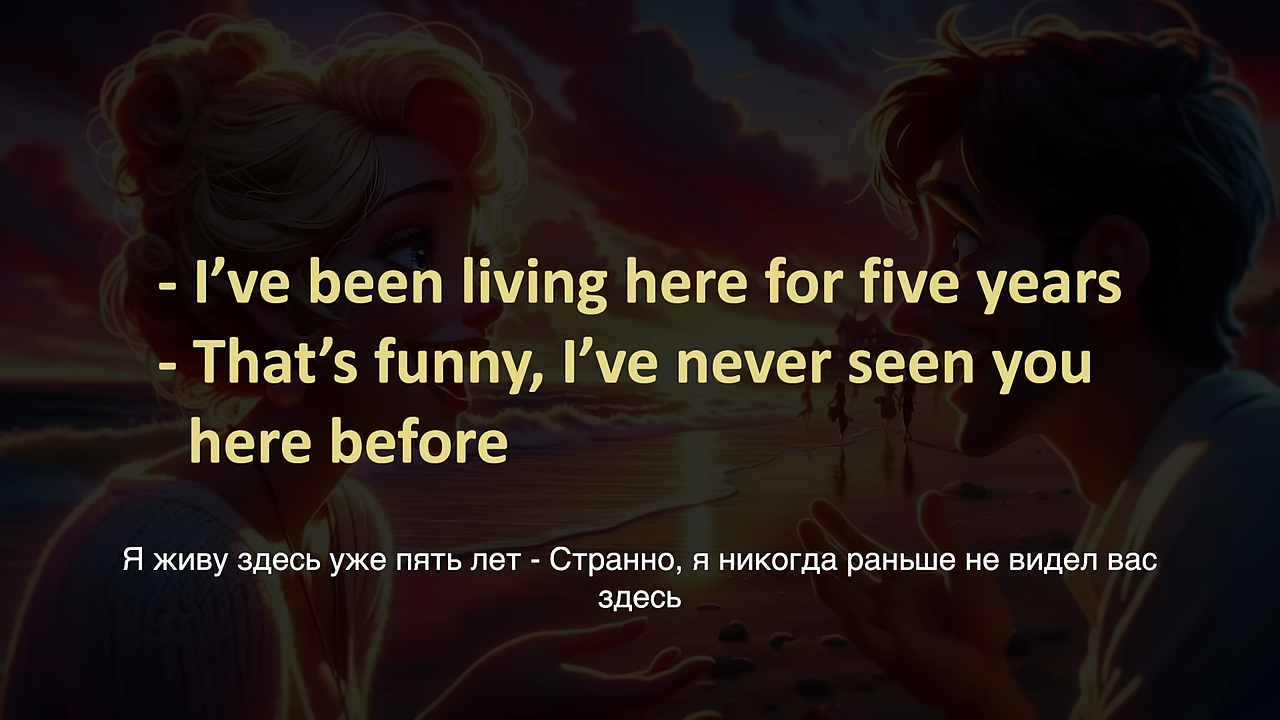 - I’ve been living here for five years
- That’s funny, I’ve never seen you
here before
Я живу здесь уже пять лет - Странно, я никогда раньше не видел вас
здесь